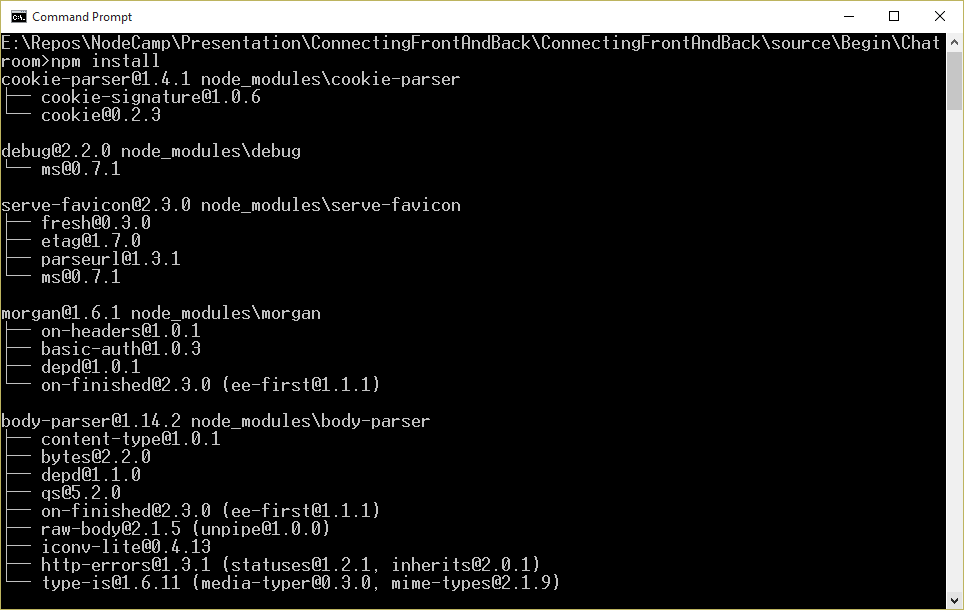 Command Prompt
E:\Repos\NodeCamp\Presentation\ConnectingFrontAndBack\ConnectingFrontAndBack\source\Begin\Chat
room>npm install
cookie-parser@1.4.1 node_modules\cookie-parser
├── cookie-signature@1.0.6
└── cookie@0.2.3
debug@2.2.0 node_modules\debug
└── ms@0.7.1
serve-favicon@2.3.0 node_modules\serve-favicon
├── fresh@0.3.0
├── etag@1.7.0
├── parseurl@1.3.1
└── ms@0.7.1
morgan@1.6.1 node_modules\morgan
├── on-headers@1.0.1
├── basic-auth@1.0.3
├── depd@1.0.1
└── on-finished@2.3.0 (ee-first@1.1.1)
body-parser@1.14.2 node_modules\body-parser
├── content-type@1.0.1
├── bytes@2.2.0
├── depd@1.1.0
├── qs@5.2.0
├── on-finished@2.3.0 (ee-first@1.1.1)
├── raw-body@2.1.5 (unpipe@1.0.0)
├── iconv-lite@0.4.13
├── http-errors@1.3.1 (statuses@1.2.1, inherits@2.0.1)
└── type-is@1.6.11 (media-typer@0.3.0, mime-types@2.1.9)